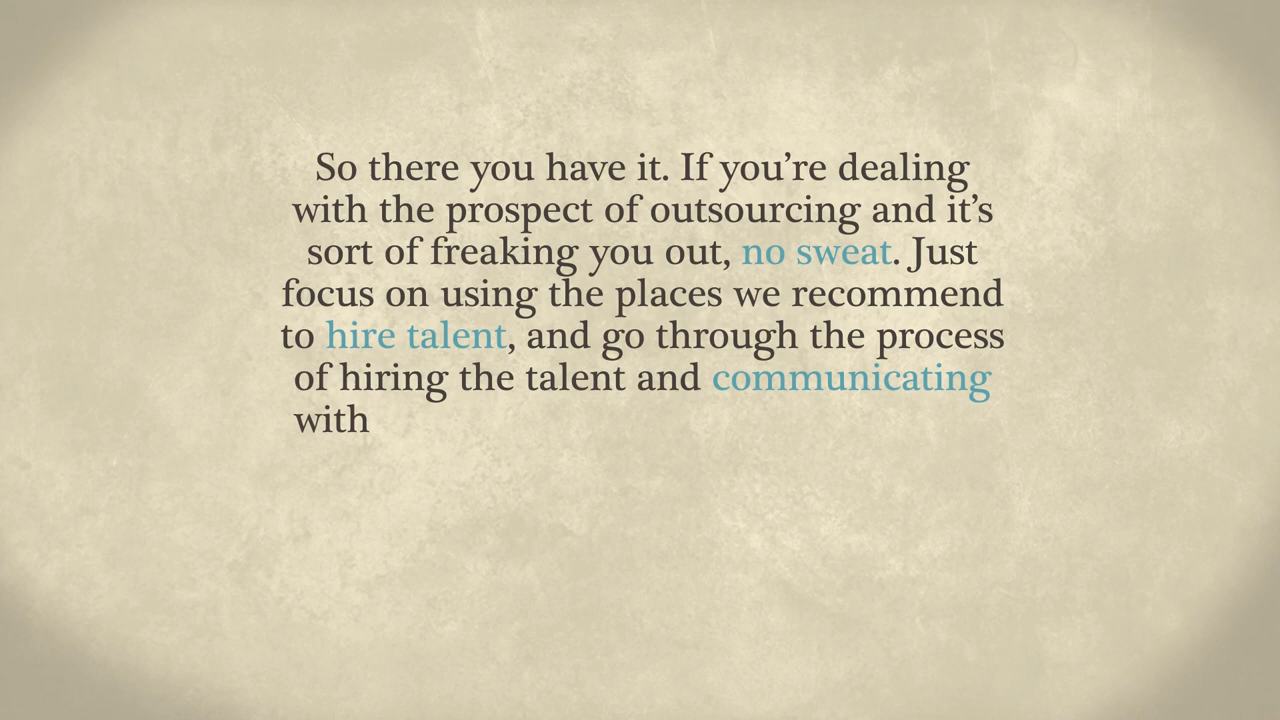 So there you have it. If you’re dealing
with the prospect of outsourcing and it’s
sort of freaking you out, no sweat. Just
focus on using the places we recommend
to hire talent, and go through the process
of hiring the talent and communicating
with